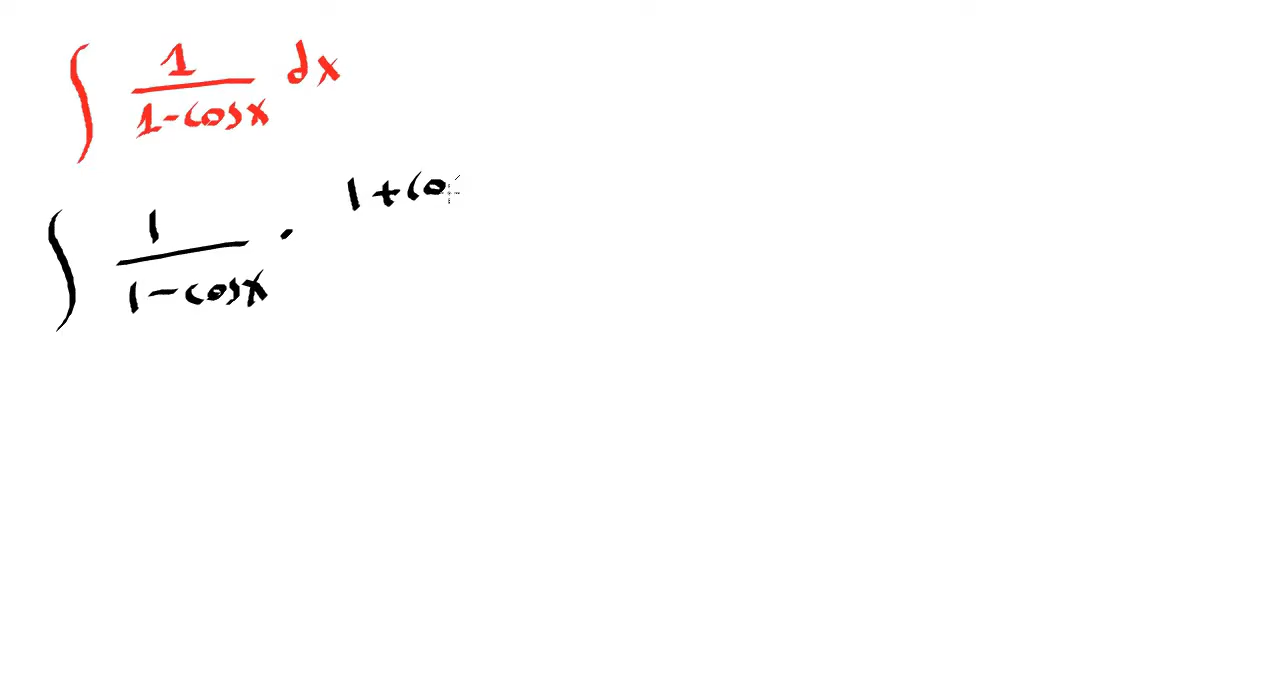 ∫ 1/(1-cosx) dx
∫ 1/(1-cosx) · 1+co